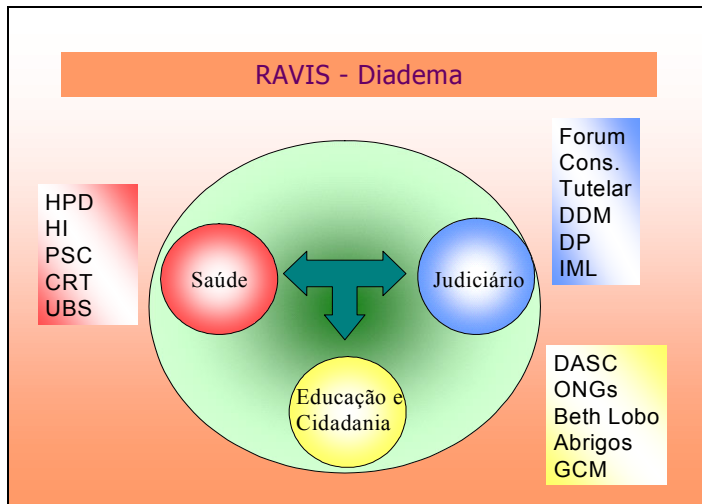 RAVIS - Diadema
HPD
HI
PSC
CRT
UBS
Saúde
Judiciário
Educação e
Cidadania
Forum
Cons.
Tutelar
DDM
DP
IML
DASC
ONGs
Beth Lobo
Abrigos
GCM